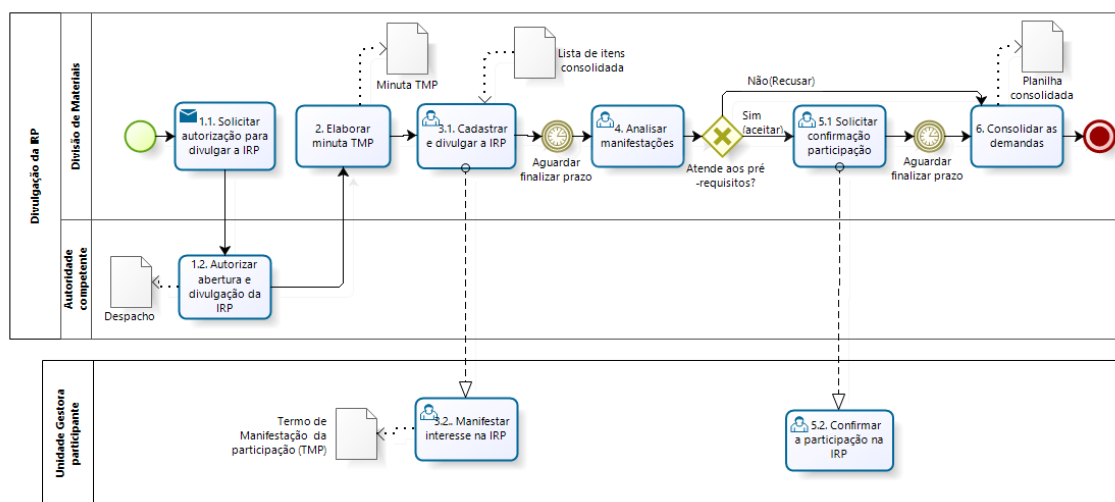 Divulgação da IRP
Divisão de Materiais
1.1. Solicitar
autorização para
divulgar a IRP
2. Elaborar
minuta TMP
Minuta TMP
3.1. Cadastrar
e divulgar a IRP
Lista de itens
consolidada
Aguardar
finalizar prazo
4. Analisar
manifestações
Não(Recusar)
Sim
(aceitar)
Atende aos pré
-requisitos?
5.1 Solicitar
confirmação
participação
Aguardar
finalizar prazo
6. Consolidar as
demandas
Planilha
consolidada
Autoridade
competente
1.2. Autorizar
abertura e
divulgação da
IRP
Despacho
Unidade Gestora
participante
3.2.. Manifestar
interesse na IRP
Termo de
Manifestação da
participação (TMP)
5.2. Confirmar
a participação na
IRP